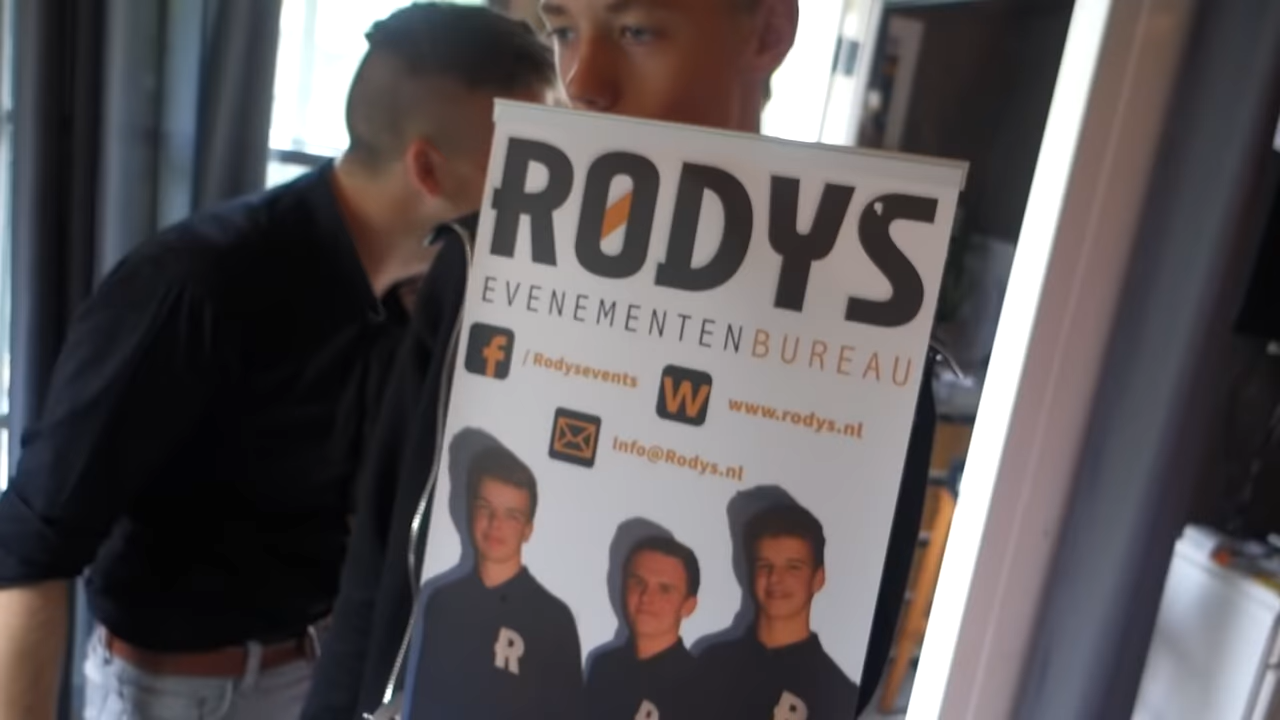 RODYS
EVENEMENTENBUREAU
f /Rodysevents
W www.rodys.nl
Info@Rodys.nl
R
R
R